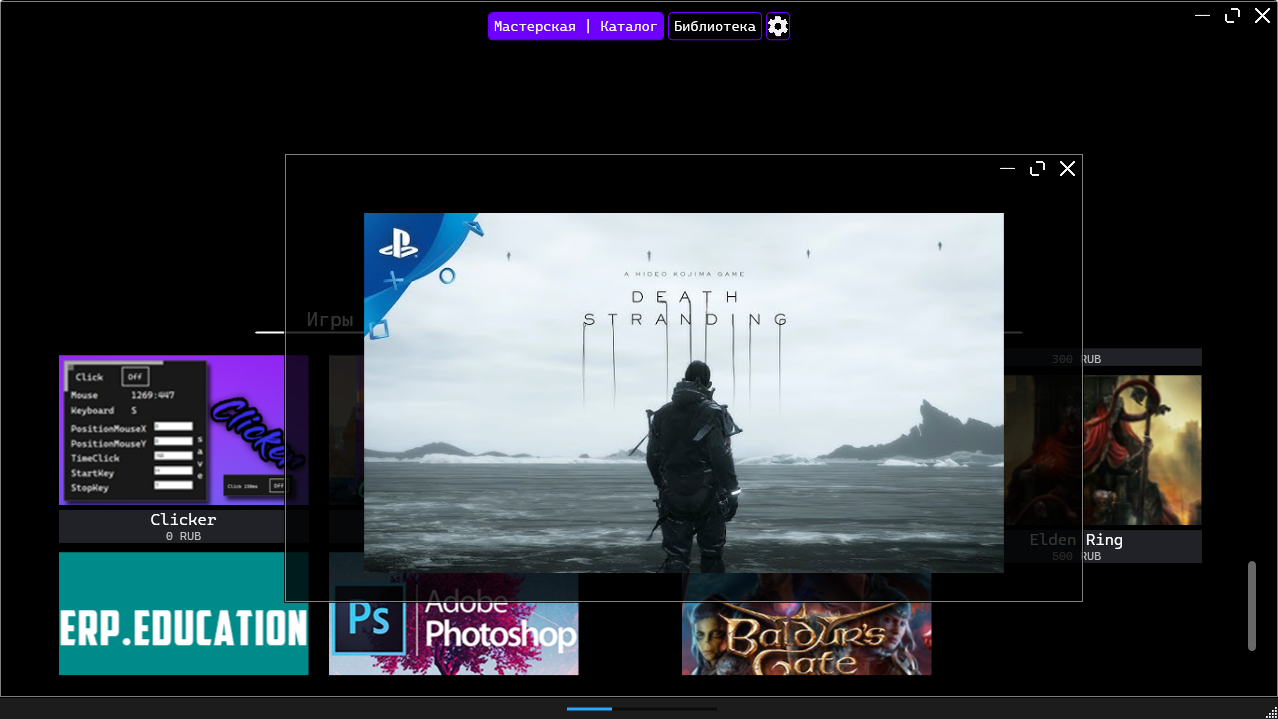 Мастерская | Каталог
Библиотека
A HIDEO KOJIMA GAME
DEATH
STRANDING
Игры
300 RUB
Click
Off
Mouse
1269:447
Keyboard
S
PositionMouseX
PositionMouseY
TimeClick
StartKey
StopKey
save
Clicker
Click 150ms
Off
Clicker
0 RUB
Elden Ring
500 RUB
ERP.EDUCATION
Ps
Adobe
Photoshop
BALDUR'S
GATE